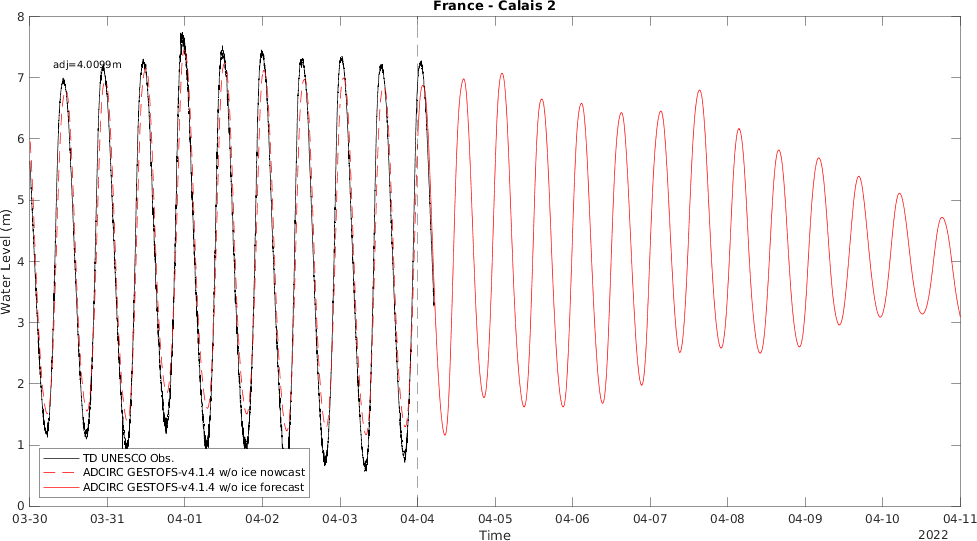 France - Calais 2
8
7
6
5
4
3
2
1
0
Water Level (m)
adj=4.0099m
TD UNESCO Obs.
ADCIRC GESTOFS-v4.1.4 w/o ice nowcast
ADCIRC GESTOFS-v4.1.4 w/o ice forecast
03-30 03-31 04-01 04-02 04-03 04-04 04-05 04-06 04-07 04-08 04-09 04-10 04-11
Time
2022